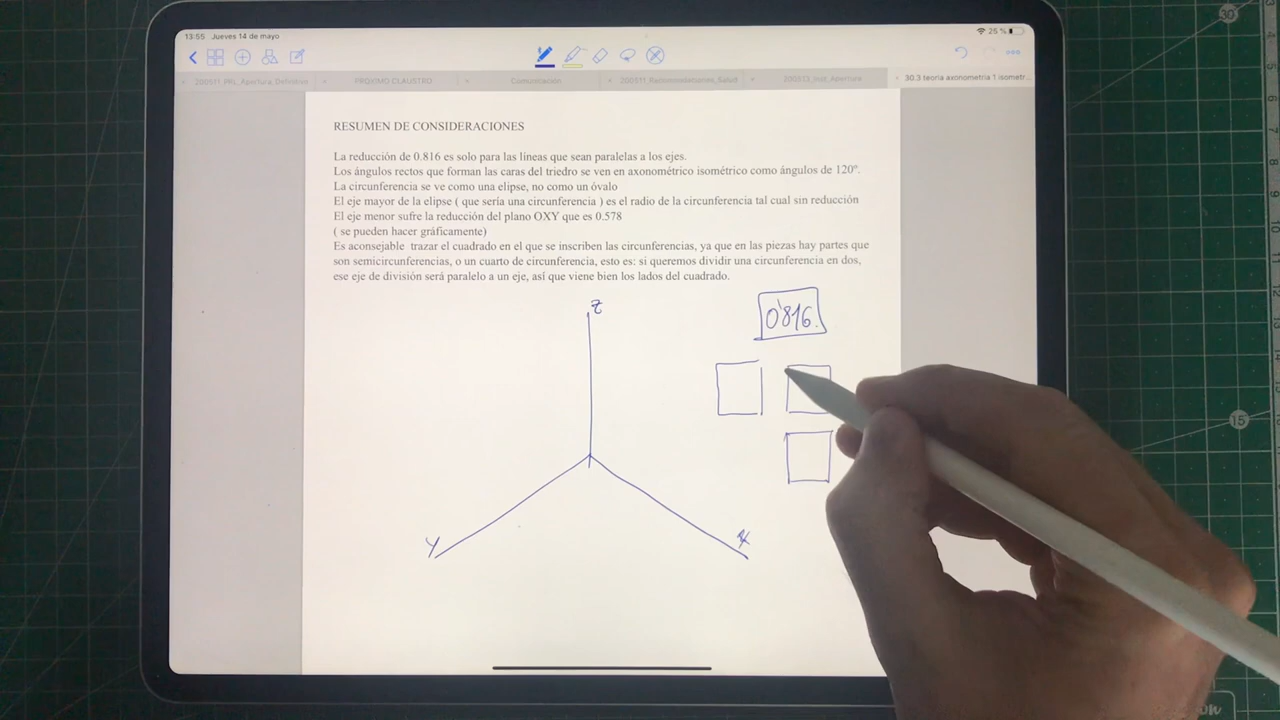 13:55 Jueves 14 de mayo
25 %
200511_PRL_Apertura_Definitivo
PROXIMO CLAUSTRO
Comunicación
200511_Recomendaciones_Salud
200513_Inst_Apertura
30.3 teoria axonometria 1 isometr...
RESUMEN DE CONSIDERACIONES
La reducción de 0.816 es solo para las líneas que sean paralelas a los ejes.
Los ángulos rectos que forman las caras del triedro se ven en axonométrico isométrico como ángulos de 120º.
La circunferencia se ve como una elipse, no como un óvalo
El eje mayor de la elipse ( que sería una circunferencia ) es el radio de la circunferencia tal cual sin reducción
El eje menor sufre la reducción del plano OXY que es 0.578
( se pueden hacer gráficamente)
Es aconsejable trazar el cuadrado en el que se inscriben las circunferencias, ya que en las piezas hay partes que
son semicircunferencias, o un cuarto de circunferencia, esto es: si queremos dividir una circunferencia en dos,
ese eje de división será paralelo a un eje, así que viene bien los lados del cuadrado.
Z
0'816.
Y
X
30
15